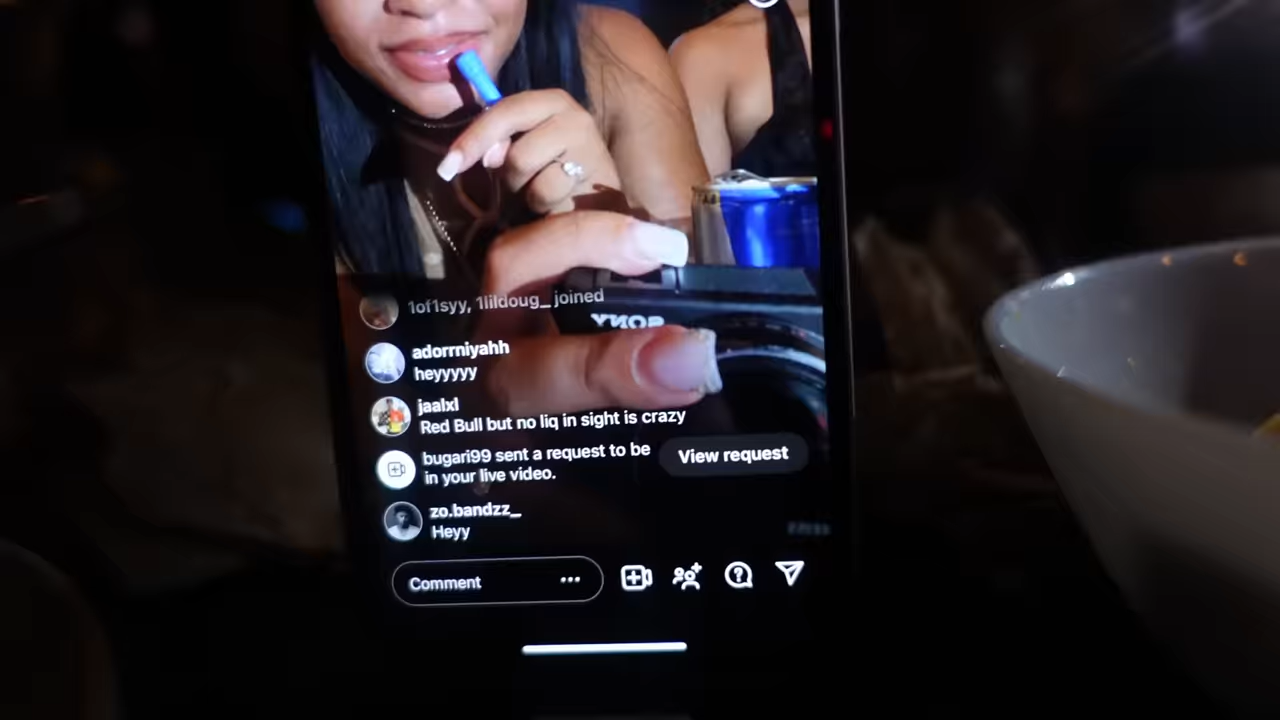 1of1syy, 1lildoug_ joined
SONY
adorrniyahh
heyyyyy
jaalxl
Red Bull but no liq in sight is crazy
bugari99 sent a request to be
in your live video.
View request
zo.bandzz_
Heyy
Comment